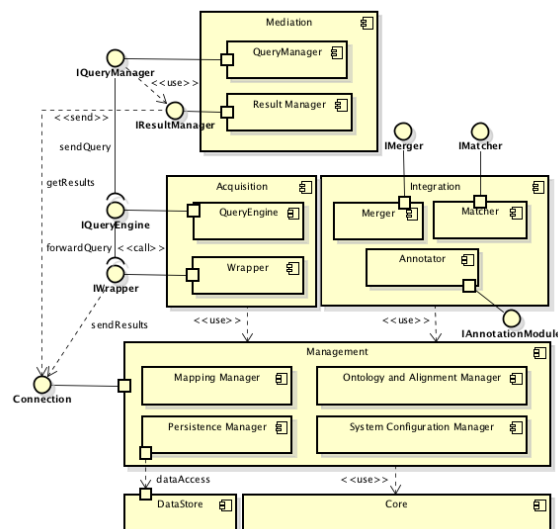 Mediation
QueryManager
IQueryManager
<<use>>
Result Manager
<<send>>
IResultManager
sendQuery
IMerger
IMatcher
getResults
Acquisition
Integration
QueryEngine
Merger
Matcher
IQueryEngine
forwardQuery
<<call>>
Wrapper
Annotator
IWrapper
sendResults
<<use>>
<<use>>
IAnnotationModule
Management
Mapping Manager
Ontology and Alignment Manager
Connection
Persistence Manager
System Configuration Manager
dataAccess
<<use>>
DataStore
Core